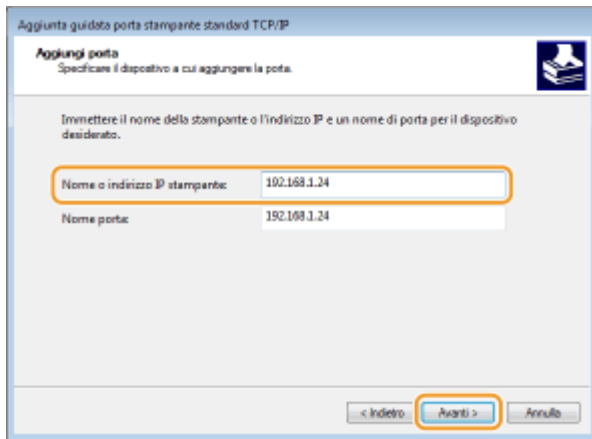 Aggiunta guidata porta stampante standard TCP/IP
Aggiungi porta
Specificare il dispositivo a cui aggiungere la porta.
Immettere il nome della stampante o l'indirizzo IP e un nome di porta per il dispositivo
desiderato.
Nome o indirizzo IP stampante: 192.168.1.24
Nome porta: 192.168.1.24
< Indietro Avanti > Annulla